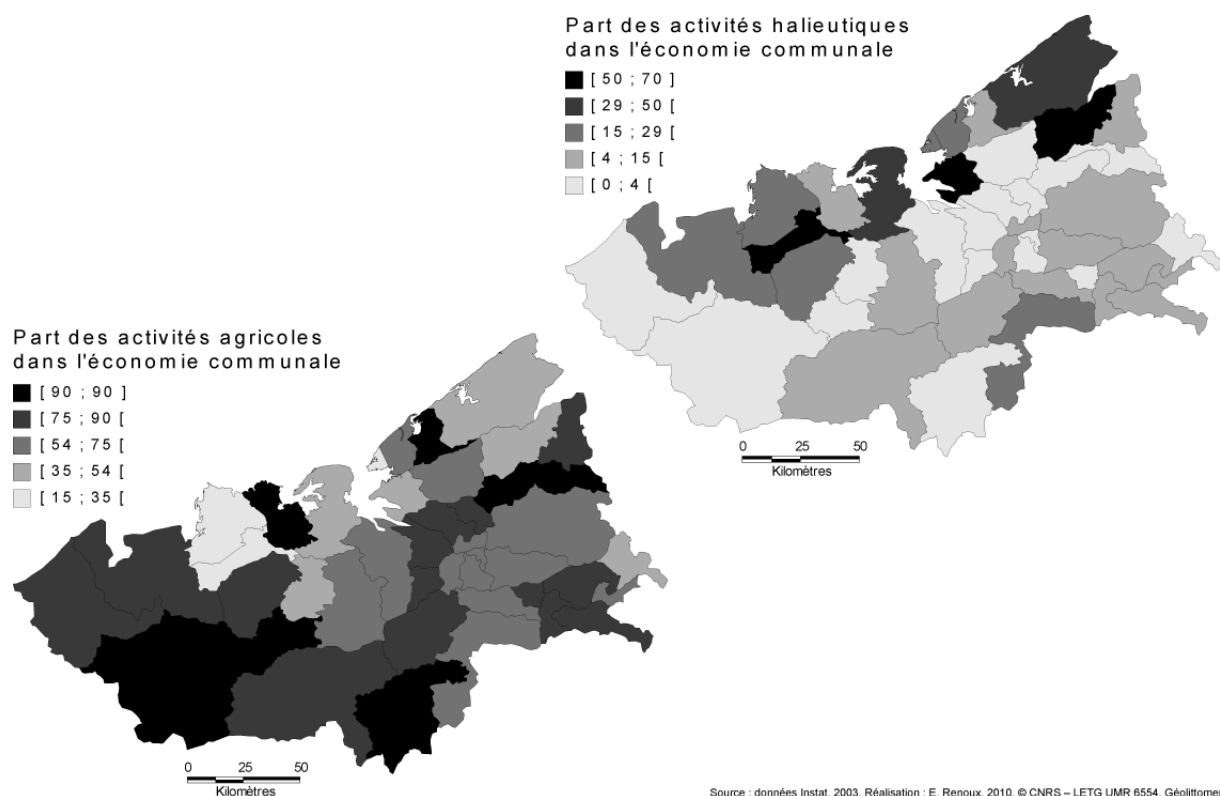 Part des activités halieutiques
dans l'économie communale
[ 50 ; 70 ]
[ 29 ; 50 [
[ 15 ; 29 [
[ 4 ; 15 [
[ 0 ; 4 [
0 25 50
Kilomètres
Part des activités agricoles
dans l'économie communale
[ 90 ; 90 ]
[ 75 ; 90 [
[ 54 ; 75 [
[ 35 ; 54 [
[ 15 ; 35 [
0 25 50
Kilomètres
Source : données Instat, 2003. Réalisation : E. Renoux, 2010. © CNRS – LETG UMR 6554, Géolittomer